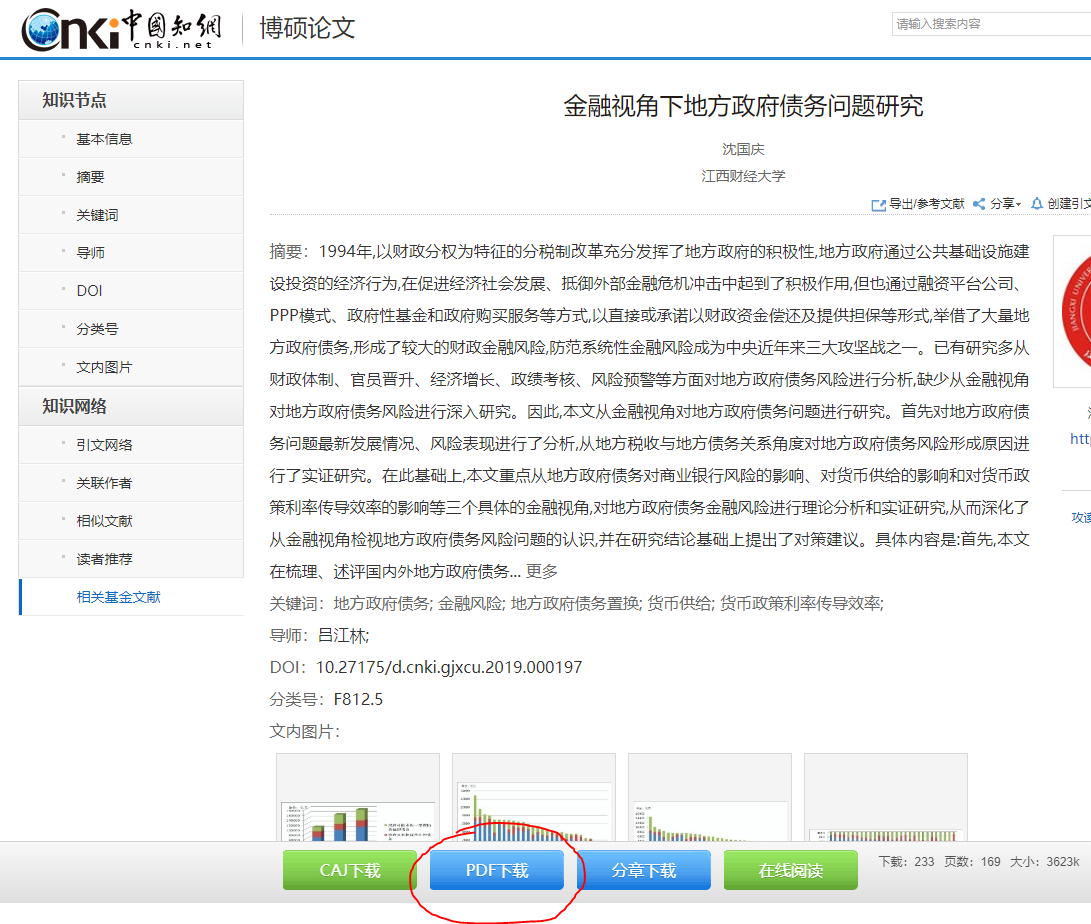 Cnki中國知網
cnki.net
博硕论文
请输入搜索内容
知识节点
基本信息
摘要
关键词
导师
DOI
分类号
文内图片
知识网络
引文网络
关联作者
相似文献
读者推荐
相关基金文献
金融视角下地方政府债务问题研究
沈国庆
江西财经大学
导出/参考文献 分享 创建引文
摘要：1994年,以财政分权为特征的分税制改革充分发挥了地方政府的积极性,地方政府通过公共基础设施建
设投资的经济行为,在促进经济社会发展、抵御外部金融危机冲击中起到了积极作用,但也通过融资平台公司、
PPP模式、政府性基金和政府购买服务等方式,以直接或承诺以财政资金偿还及提供担保等形式,举借了大量地
方政府债务,形成了较大的财政金融风险,防范系统性金融风险成为中央近年来三大攻坚战之一。已有研究多从
财政体制、官员晋升、经济增长、政绩考核、风险预警等方面对地方政府债务风险进行分析,缺少从金融视角
对地方政府债务风险进行深入研究。因此,本文从金融视角对地方政府债务问题进行研究。首先对地方政府债
务问题最新发展情况、风险表现进行了分析,从地方税收与地方债务关系角度对地方政府债务风险形成原因进
行了实证研究。在此基础上,本文重点从地方政府债务对商业银行风险的影响、对货币供给的影响和对货币政
策利率传导效率的影响等三个具体的金融视角,对地方政府债务金融风险进行理论分析和实证研究,从而深化了
从金融视角检视地方政府债务风险问题的认识,并在研究结论基础上提出了对策建议。具体内容是:首先,本文
在梳理、述评国内外地方政府债务... 更多
关键词：地方政府债务; 金融风险; 地方政府债务置换; 货币供给; 货币政策利率传导效率;
导师：吕江林;
DOI：10.27175/d.cnki.gjxcu.2019.000197
分类号：F812.5
文内图片：
htt
攻读
CAJ下载
PDF下载
分章下载
在线阅读
下载：233 页数：169 大小：3623k